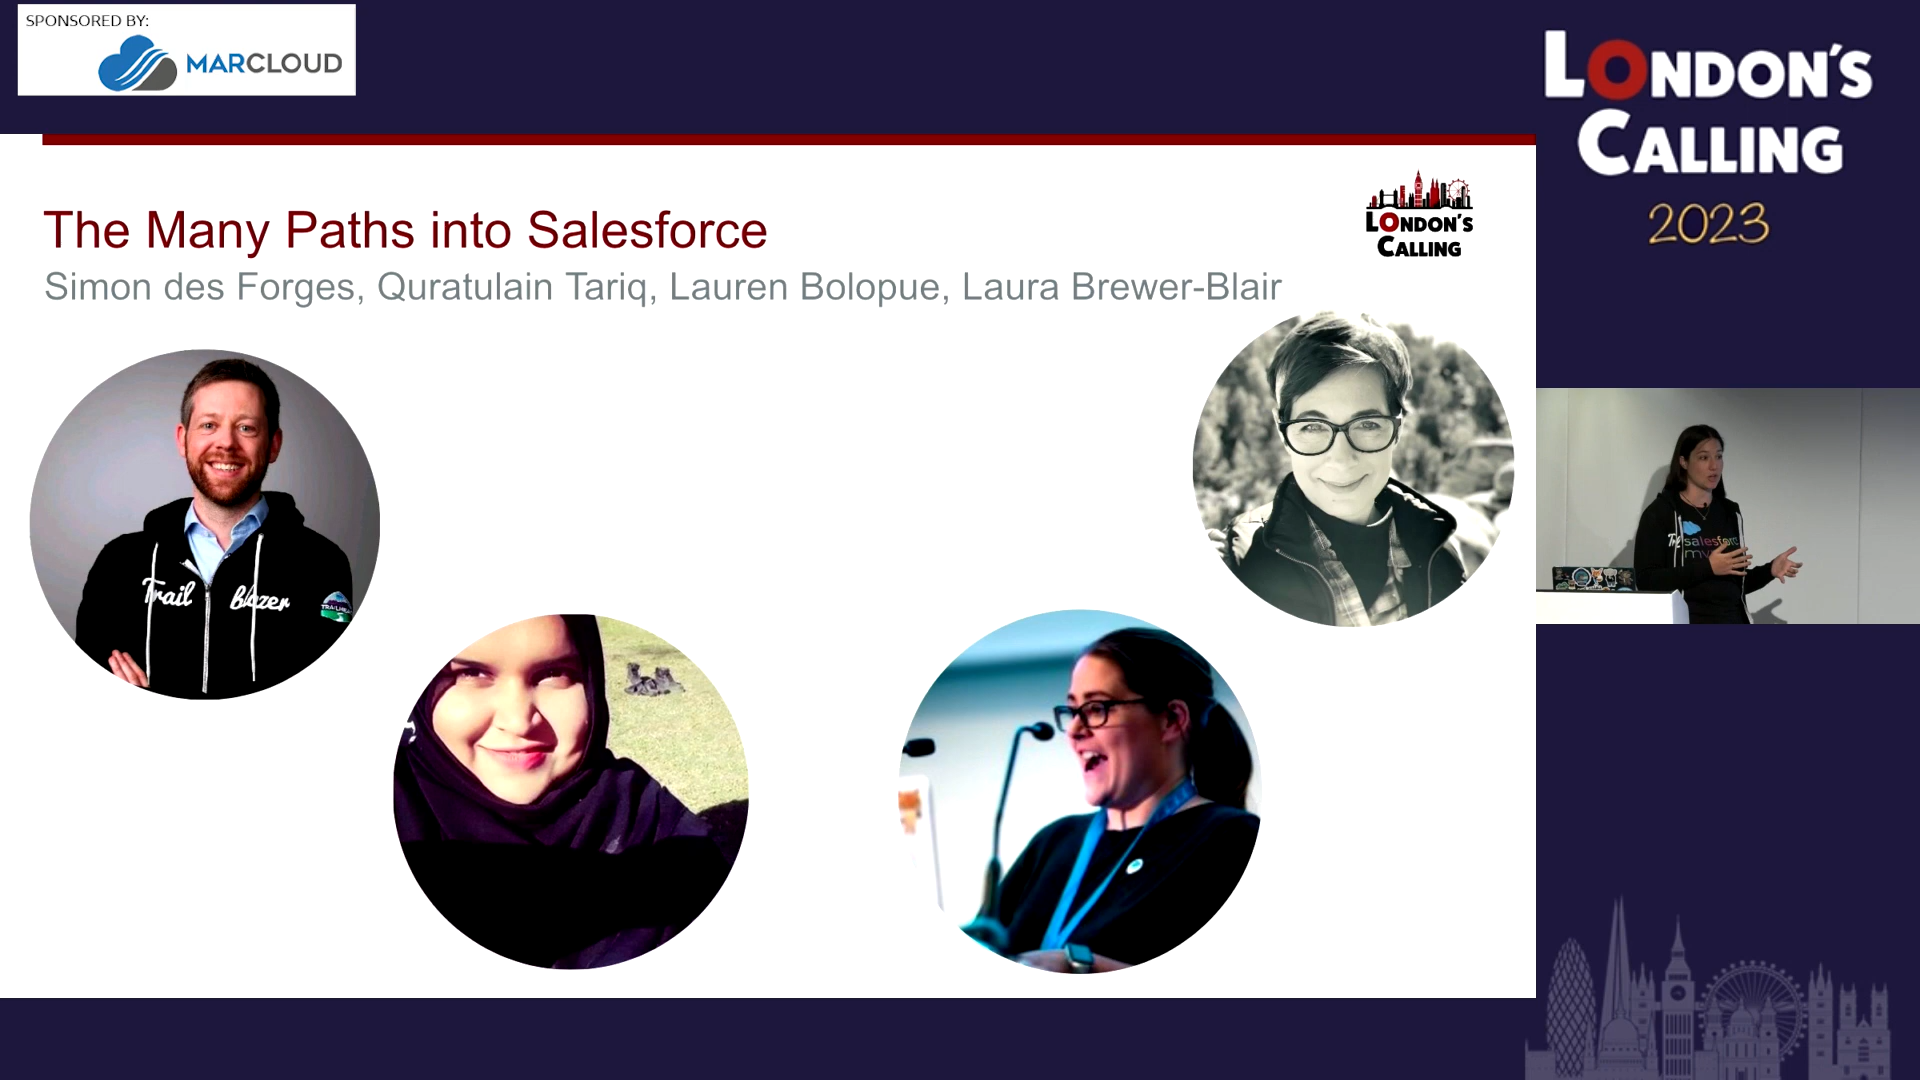 SPONSORED BY:
MARCLOUD
LONDON'S
CALLING
2023
The Many Paths into Salesforce
Simon des Forges, Quratulain Tariq, Lauren Bolopue, Laura Brewer-Blair
LONDON'S
CALLING
Trail blazer
salesforce